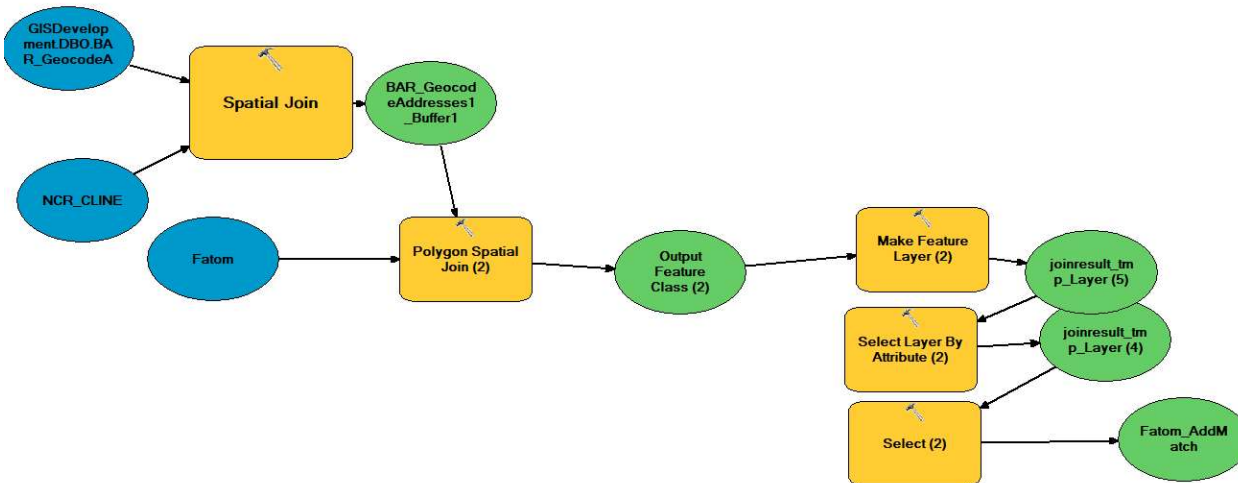 GISDevelop
ment.DBO.BA
R_GeocodeA
Spatial Join
BAR_Geocod
eAddresses1
_Buffer1
NCR_CLINE
Fatom
Polygon Spatial
Join (2)
Output
Feature
Class (2)
Make Feature
Layer (2)
joinresult_tm
p_Layer (5)
Select Layer By
Attribute (2)
joinresult_tm
p_Layer (4)
Select (2)
Fatom_AddM
atch